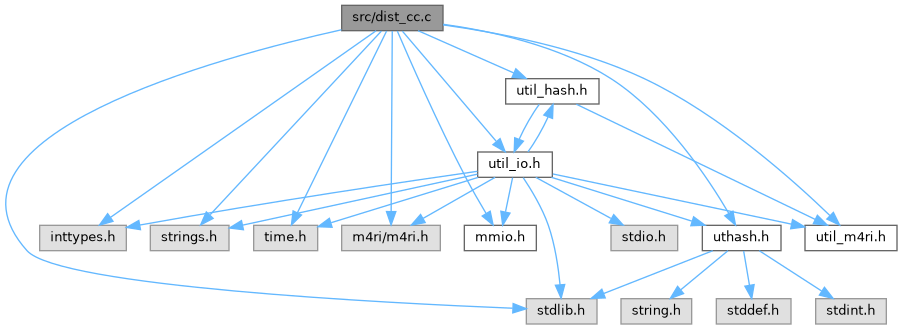 src/dist_cc.c
util_hash.h
util_io.h
inttypes.h
strings.h
time.h
m4ri/m4ri.h
mmio.h
stdio.h
uthash.h
util_m4ri.h
stdlib.h
string.h
stddef.h
stdint.h